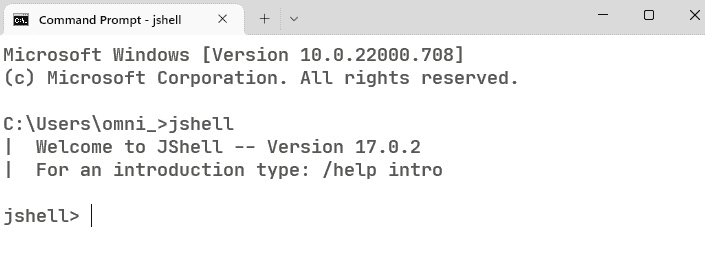 Command Prompt - jshell
Microsoft Windows [Version 10.0.22000.708]
(c) Microsoft Corporation. All rights reserved.
C:\Users\omni_>jshell
|  Welcome to JShell -- Version 17.0.2
|  For an introduction type: /help intro
jshell>